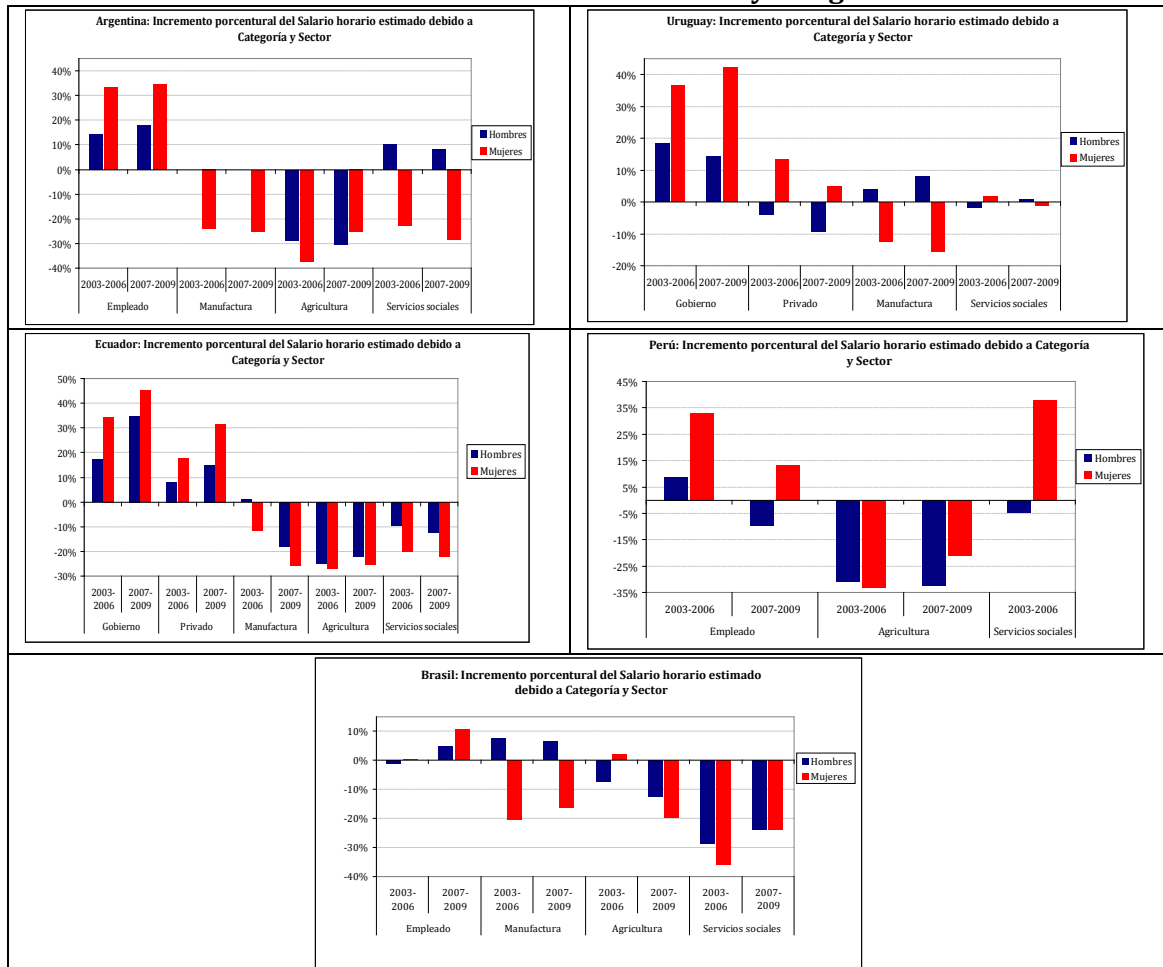 Argentina: Incremento porcentural del Salario horario estimado debido a
Categoría y Sector
40%
30%
20%
10%
0%
-10%
-20%
-30%
-40%
Hombres
Mujeres
2003-2006 2007-2009 2003-2006 2007-2009 2003-2006 2007-2009 2003-2006 2007-2009
Empleado Manufactura Agricultura Servicios sociales
Uruguay: Incremento porcentural del Salario horario estimado debido a
Categoría y Sector
40%
30%
20%
10%
0%
-10%
-20%
Hombres
Mujeres
2003-2006 2007-2009 2003-2006 2007-2009 2003-2006 2007-2009 2003-2006 2007-2009
Gobierno Privado Manufactura Servicios sociales
Ecuador: Incremento porcentural del Salario horario estimado debido a
Categoría y Sector
50%
40%
30%
20%
10%
0%
-10%
-20%
-30%
Hombres
Mujeres
2003- 2007- 2003- 2007- 2003- 2007- 2003- 2007- 2003- 2007-
2006 2009 2006 2009 2006 2009 2006 2009 2006 2009
Gobierno Privado Manufactura Agricultura Servicios sociales
Perú: Incremento porcentural del Salario horario estimado debido a Categoría
y Sector
45%
35%
25%
15%
5%
-5%
-15%
-25%
-35%
Hombres
Mujeres
2003-2006 2007-2009 2003-2006 2007-2009 2003-2006
Empleado Agricultura Servicios sociales
Brasil: Incremento porcentural del Salario horario estimado
debido a Categoría y Sector
10%
0%
-10%
-20%
-30%
-40%
Hombres
Mujeres
2003- 2007- 2003- 2007- 2003- 2007- 2003- 2007-
2006 2009 2006 2009 2006 2009 2006 2009
Empleado Manufactura Agricultura Servicios sociales